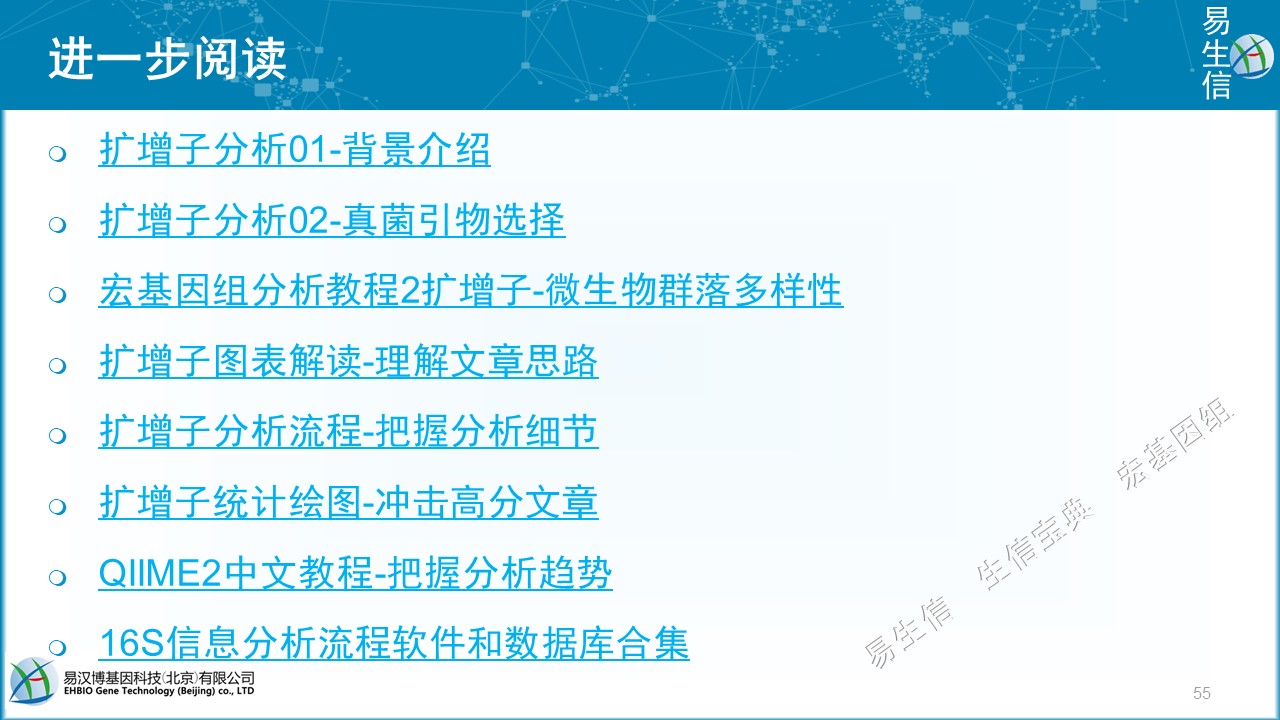 进一步阅读
易生信
扩增子分析01-背景介绍
扩增子分析02-真菌引物选择
宏基因组分析教程2扩增子-微生物群落多样性
扩增子图表解读-理解文章思路
扩增子分析流程-把握分析细节
扩增子统计绘图-冲击高分文章
QIIME2中文教程-把握分析趋势
16S信息分析流程软件和数据库合集
易生信 生信宝典 宏基因组
易汉博基因科技(北京)有限公司
EHBIO Gene Technology (Beijing) co., LTD
55